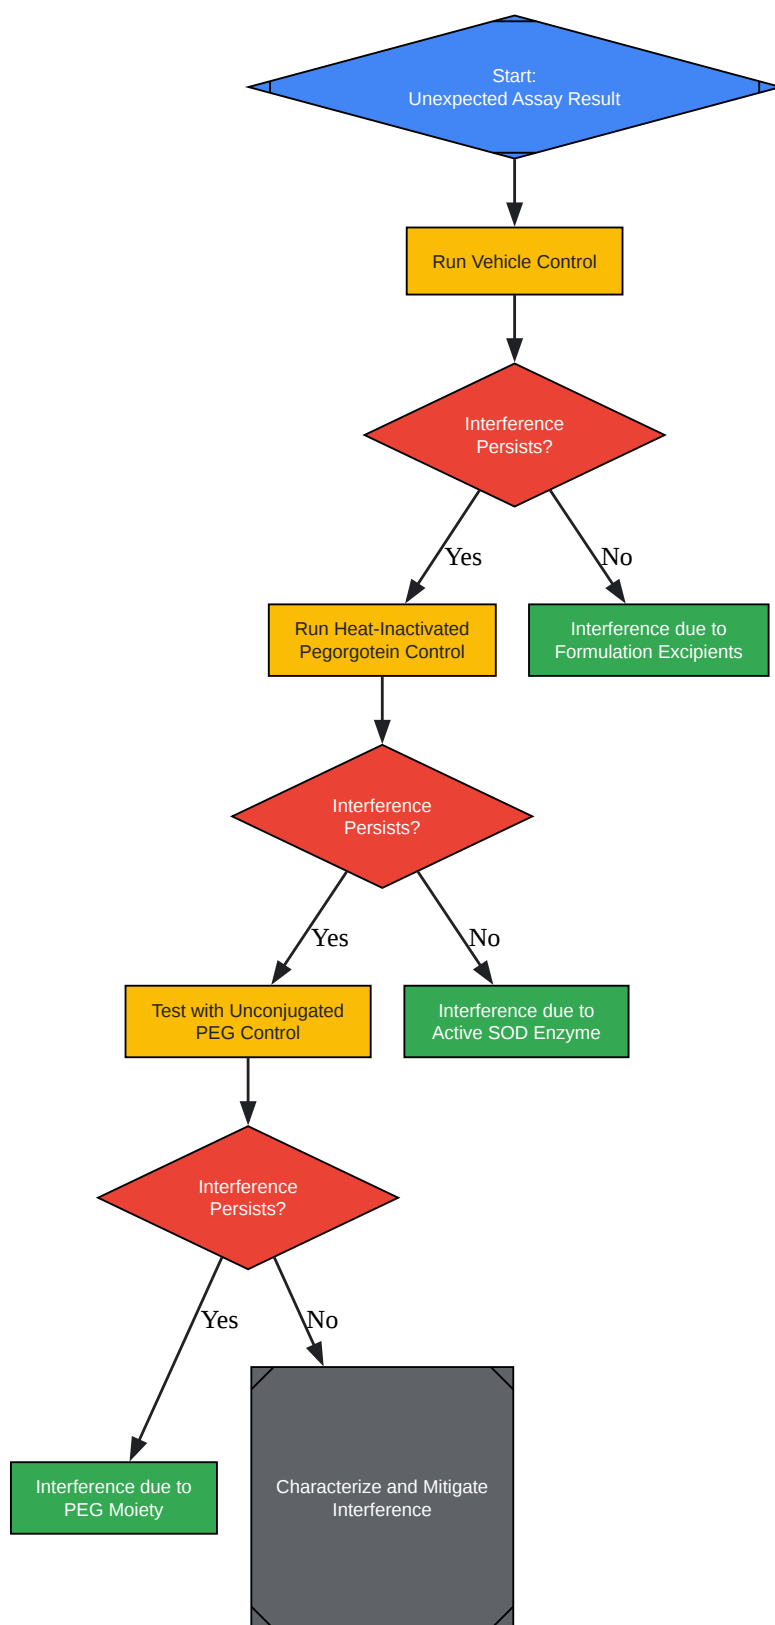 Start:
Unexpected Assay Result
Run Vehicle Control
Interference
Persists?
Yes
No
Run Heat-Inactivated
Pegorgotein Control
Interference due to
Formulation Excipients
Interference
Persists?
Yes
No
Test with Unconjugated
PEG Control
Interference due to
Active SOD Enzyme
Interference
Persists?
Yes
No
Interference due to
PEG Moiety
Characterize and Mitigate
Interference